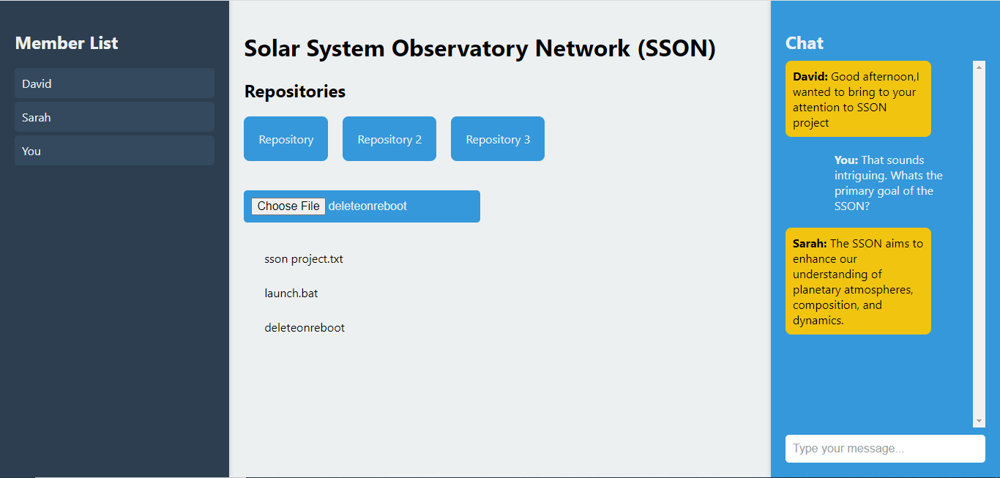 Member List
David
Sarah
You
Solar System Observatory Network (SSON)
Repositories
Repository
Repository 2
Repository 3
Choose File deleteonreboot
sson project.txt
launch.bat
deleteonreboot
Chat
David: Good afternoon,I
wanted to bring to your
attention to SSON
project
You: That sounds
intriguing. Whats the
primary goal of the
SSON?
Sarah: The SSON aims to
enhance our
understanding of
planetary atmospheres,
composition, and
dynamics.
Type your message...